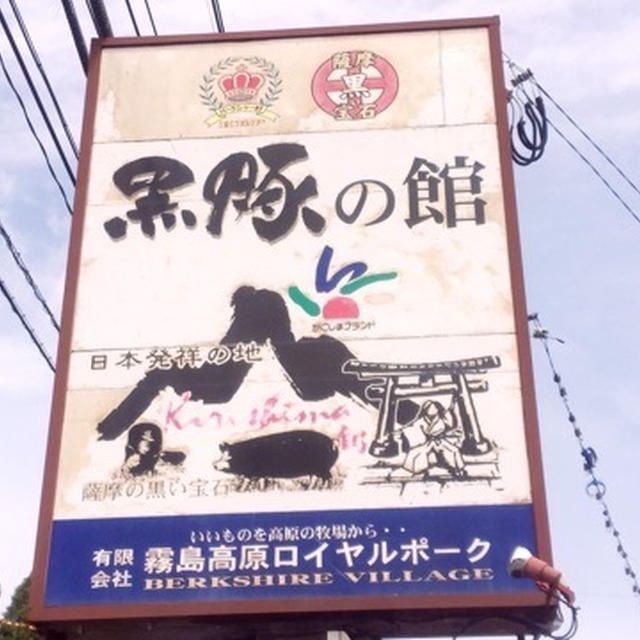 薩摩
黒
宝石
黒豚の館
かごしまブランド
日本発祥の地
Kirishima
薩摩の黒い宝石
いいものを高原の牧場から・・
有限会社 霧島高原ロイヤルポーク
BERKSHIRE VILLAGE